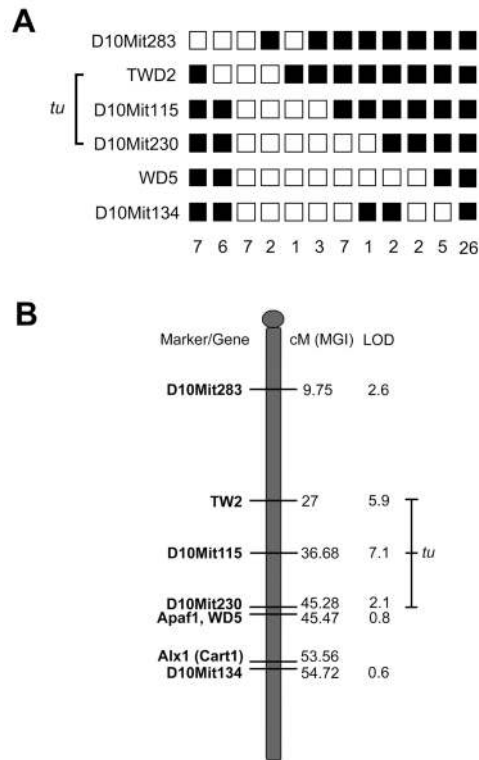 A
D10Mit283
TWD2
tu
D10Mit115
D10Mit230
WD5
D10Mit134
7 6 7 2 1 3 7 1 2 2 5 26
B
Marker/Gene cM (MGI) LOD
D10Mit283 9.75 2.6
TW2 27 5.9
D10Mit115 36.68 7.1 tu
D10Mit230 45.28 2.1
Apaf1, WD5 45.47 0.8
Alx1 (Cart1) 53.56
D10Mit134 54.72 0.6